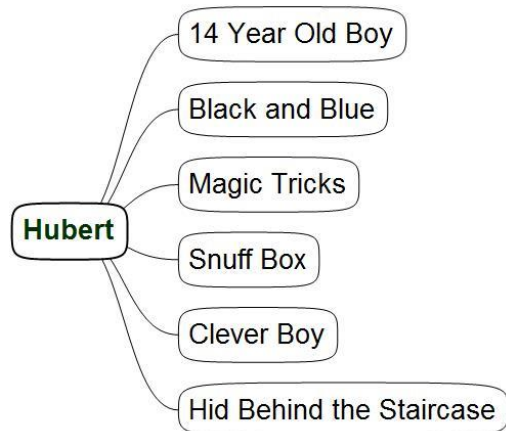 14 Year Old Boy
Black and Blue
Magic Tricks
Hubert
Snuff Box
Clever Boy
Hid Behind the Staircase